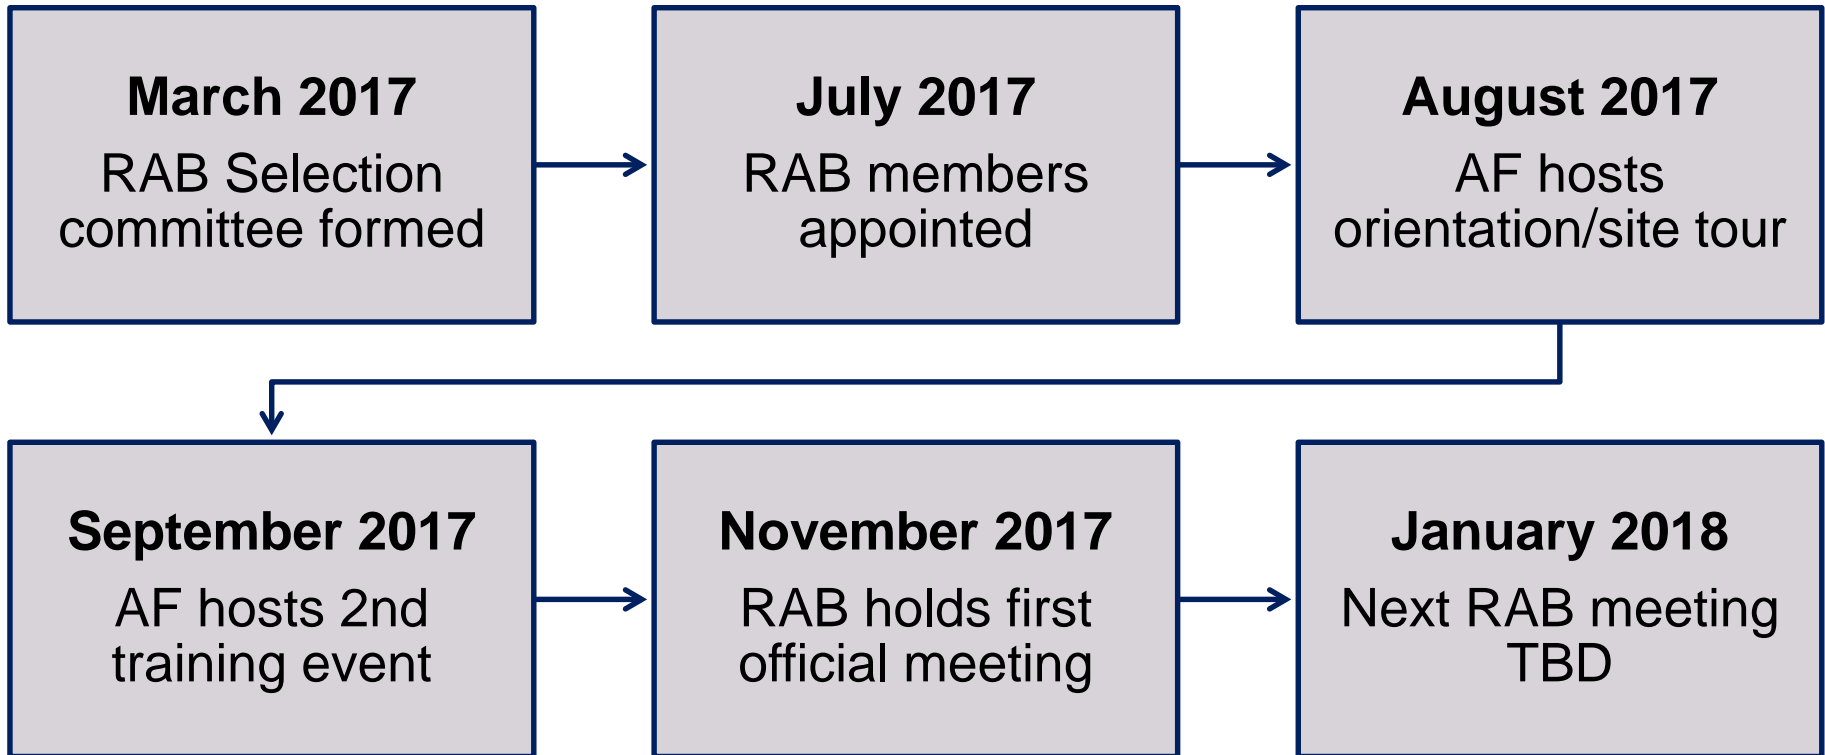 March 2017
RAB Selection
committee formed
July 2017
RAB members
appointed
August 2017
AF hosts
orientation/site tour
September 2017
AF hosts 2nd
training event
November 2017
RAB holds first
official meeting
January 2018
Next RAB meeting
TBD